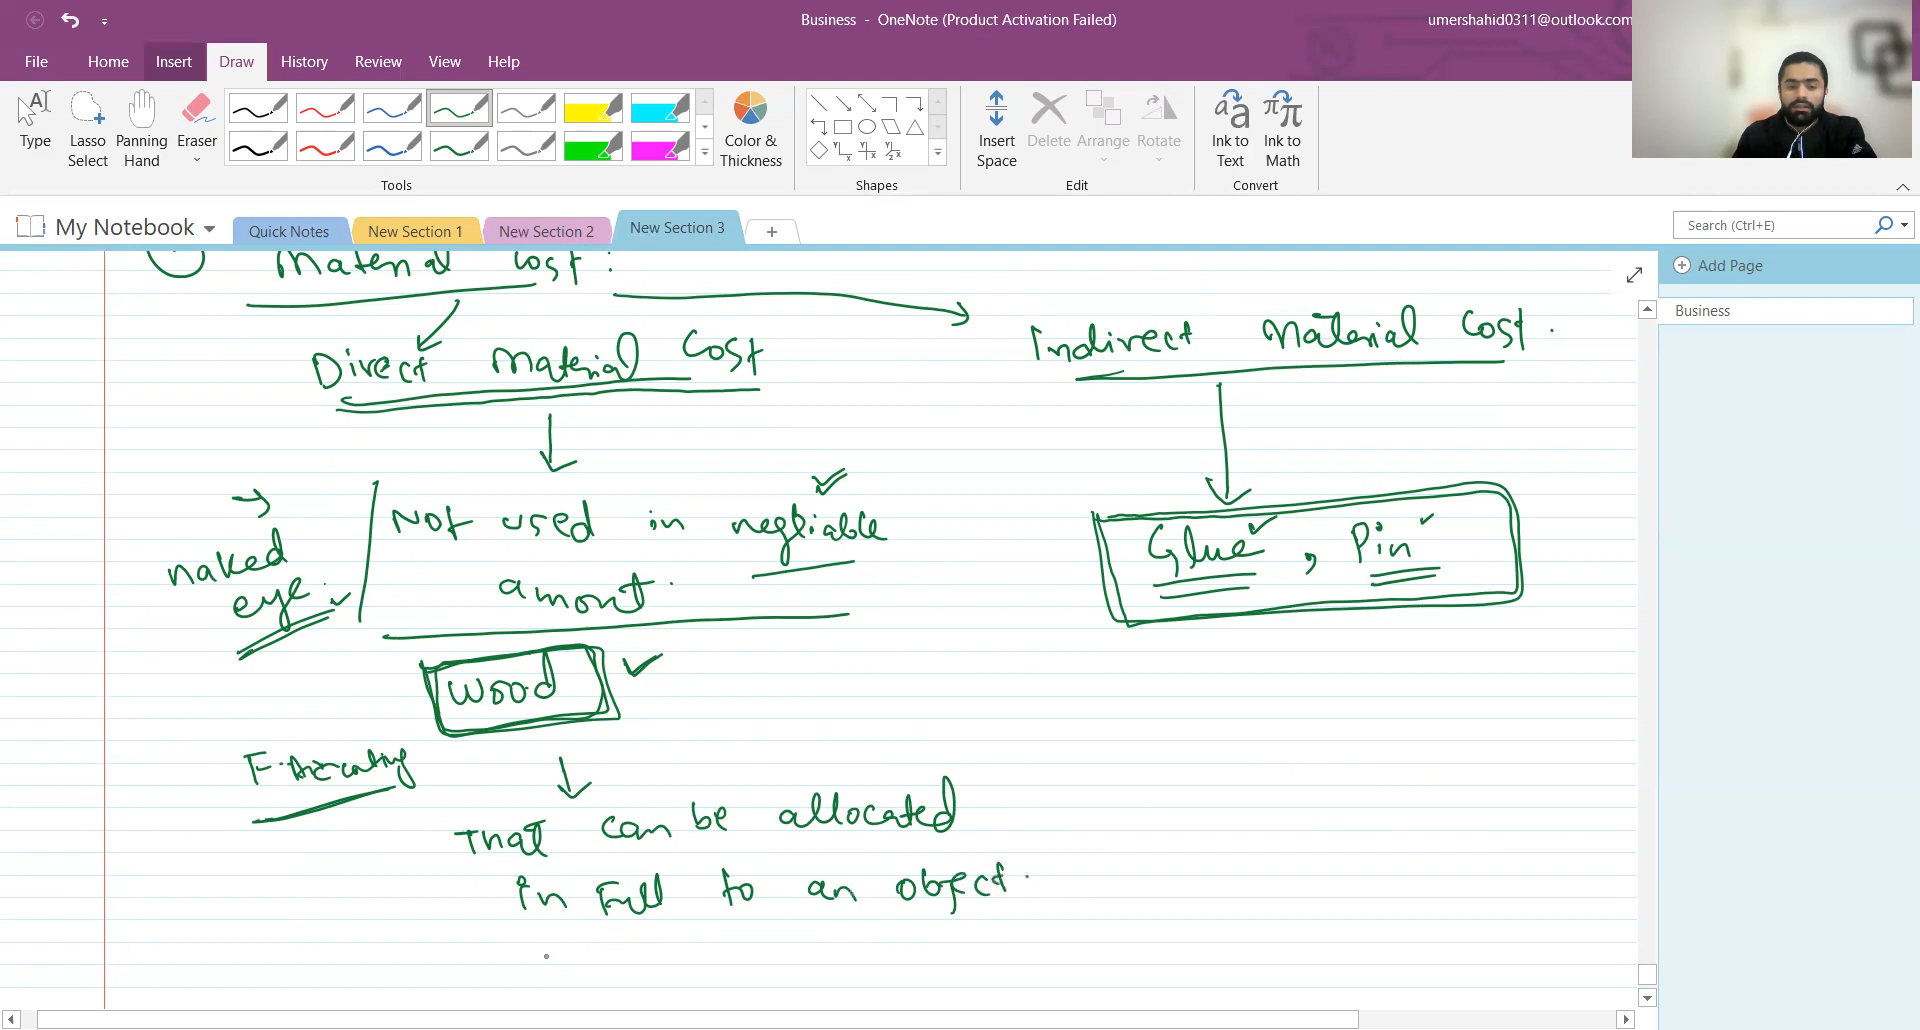 Business - OneNote (Product Activation Failed)
umershahid0311@outlook.com
File Home Insert Draw History Review View Help
Type
Lasso Select
Panning Hand
Eraser
Color & Thickness
Insert Space
Delete
Arrange
Rotate
Ink to Text
Ink to Math
Tools
Shapes
Edit
Convert
My Notebook
Quick Notes
New Section 1
New Section 2
New Section 3
Search (Ctrl+E)
Add Page
Business
Material Cost:
Direct Material Cost
Indirect Material Cost.
naked
eye
Not used in negliable
amont.
Glue, Pin
Wood
That can be allocated
in Full to an object.